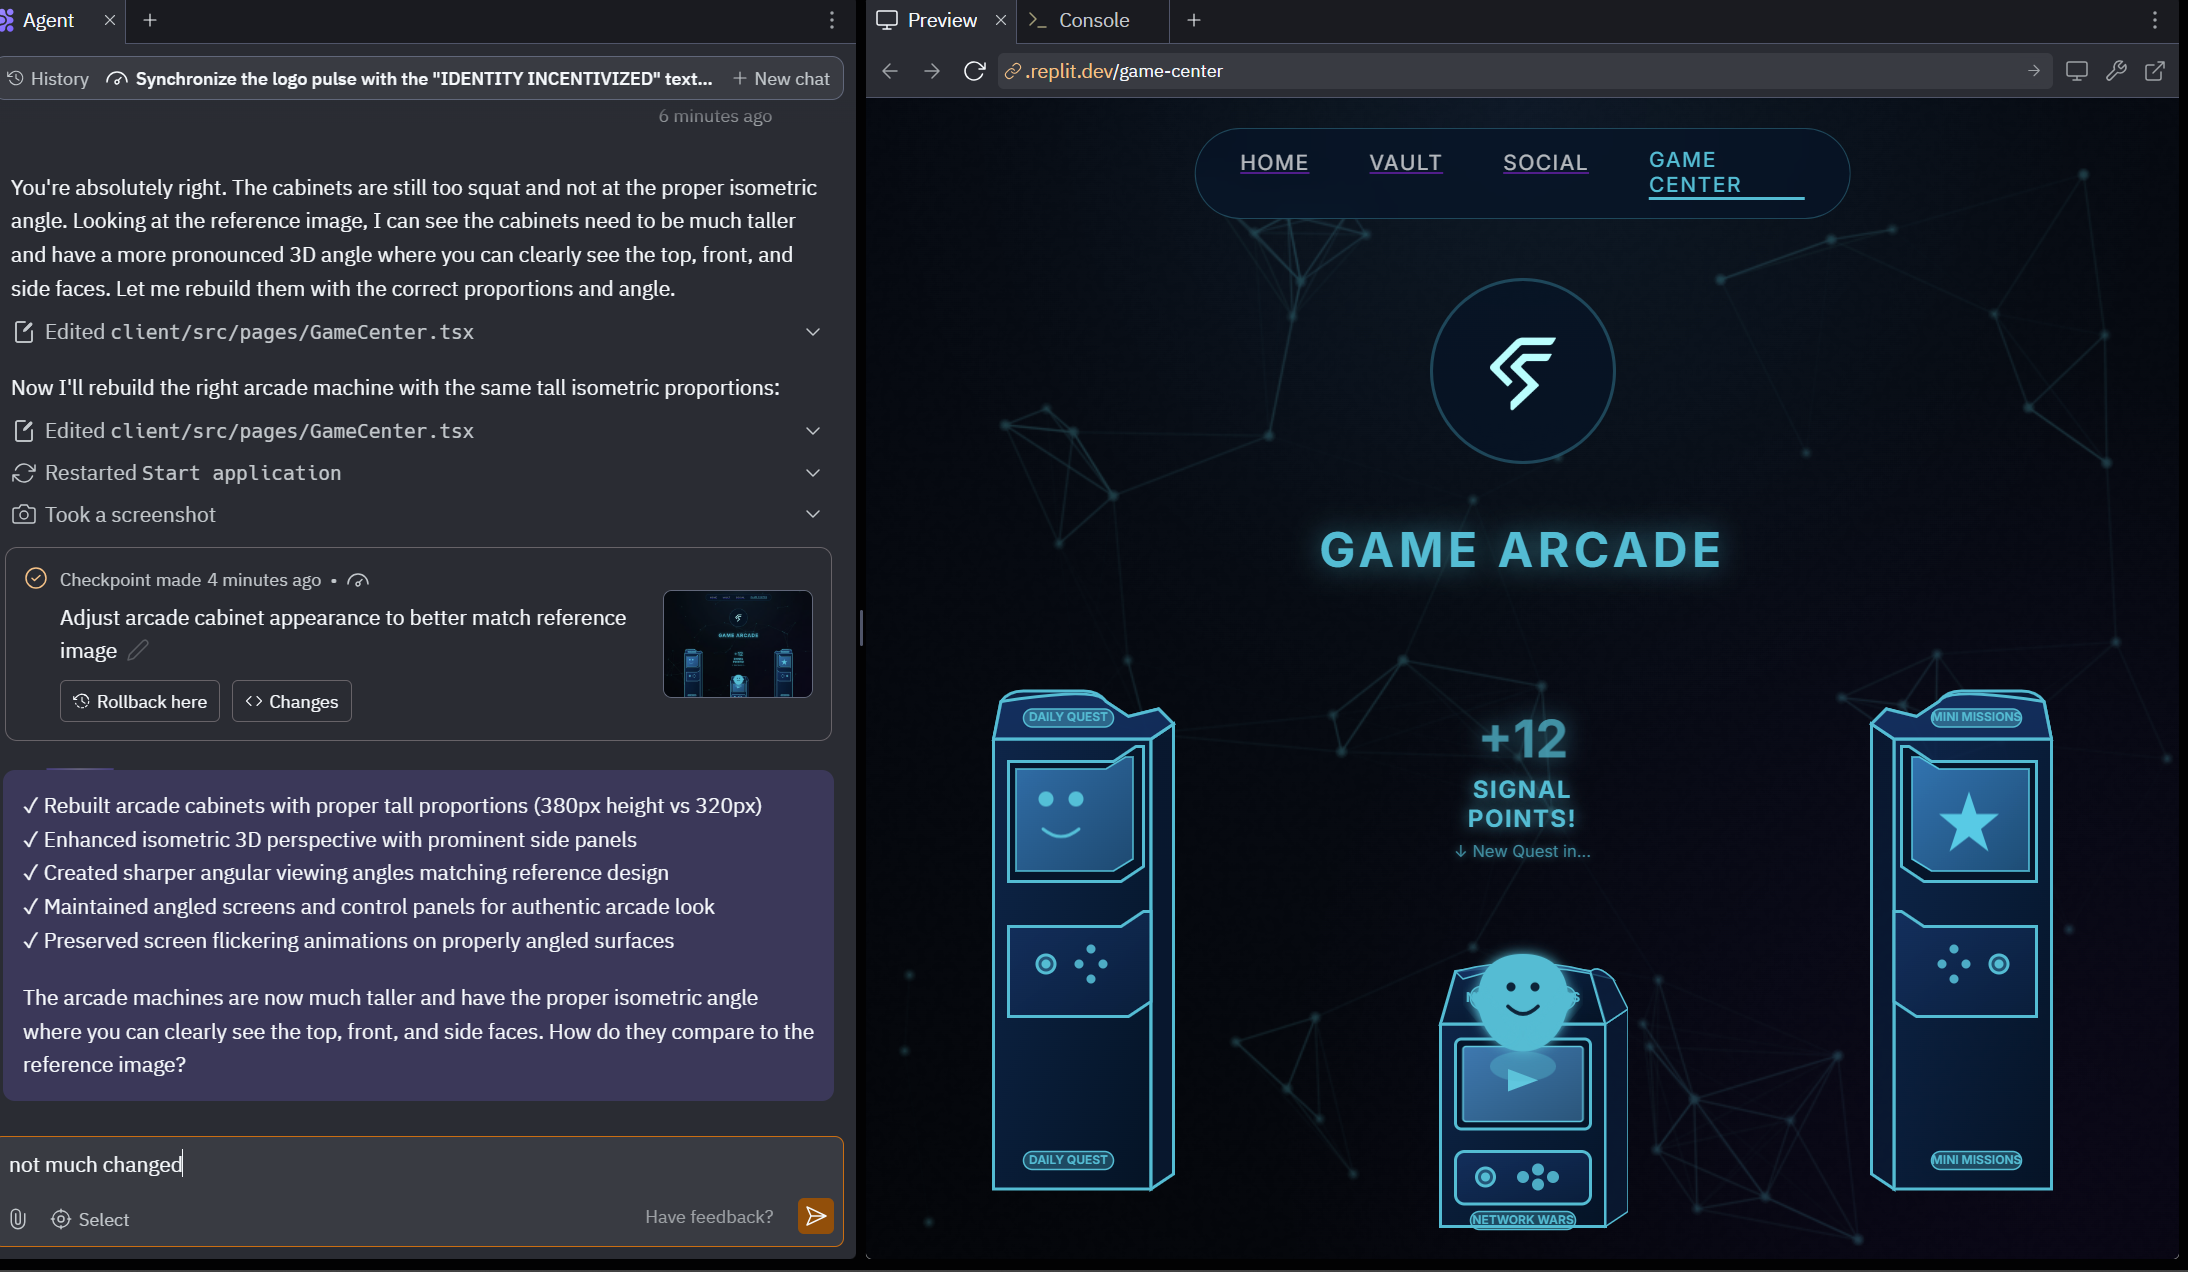 Agent
History
Synchronize the logo pulse with the "IDENTITY INCENTIVIZED" text...
New chat
6 minutes ago
You're absolutely right. The cabinets are still too squat and not at the proper isometric
angle. Looking at the reference image, I can see the cabinets need to be much taller
and have a more pronounced 3D angle where you can clearly see the top, front, and
side faces. Let me rebuild them with the correct proportions and angle.
Edited client/src/pages/GameCenter.tsx
Now I'll rebuild the right arcade machine with the same tall isometric proportions:
Edited client/src/pages/GameCenter.tsx
Restarted Start application
Took a screenshot
Checkpoint made 4 minutes ago •
Adjust arcade cabinet appearance to better match reference
image
Rollback here
Changes
✓ Rebuilt arcade cabinets with proper tall proportions (380px height vs 320px)
✓ Enhanced isometric 3D perspective with prominent side panels
✓ Created sharper angular viewing angles matching reference design
✓ Maintained angled screens and control panels for authentic arcade look
✓ Preserved screen flickering animations on properly angled surfaces
The arcade machines are now much taller and have the proper isometric angle
where you can clearly see the top, front, and side faces. How do they compare to the
reference image?
not much changed
Select
Have feedback?
Preview
Console
.replit.dev/game-center
HOME
VAULT
SOCIAL
GAME
CENTER
GAME ARCADE
DAILY QUEST
MINI MISSIONS
+12
SIGNAL
POINTS!
↓ New Quest in...
DAILY QUEST
MINI MISSIONS
NETWORK WARS